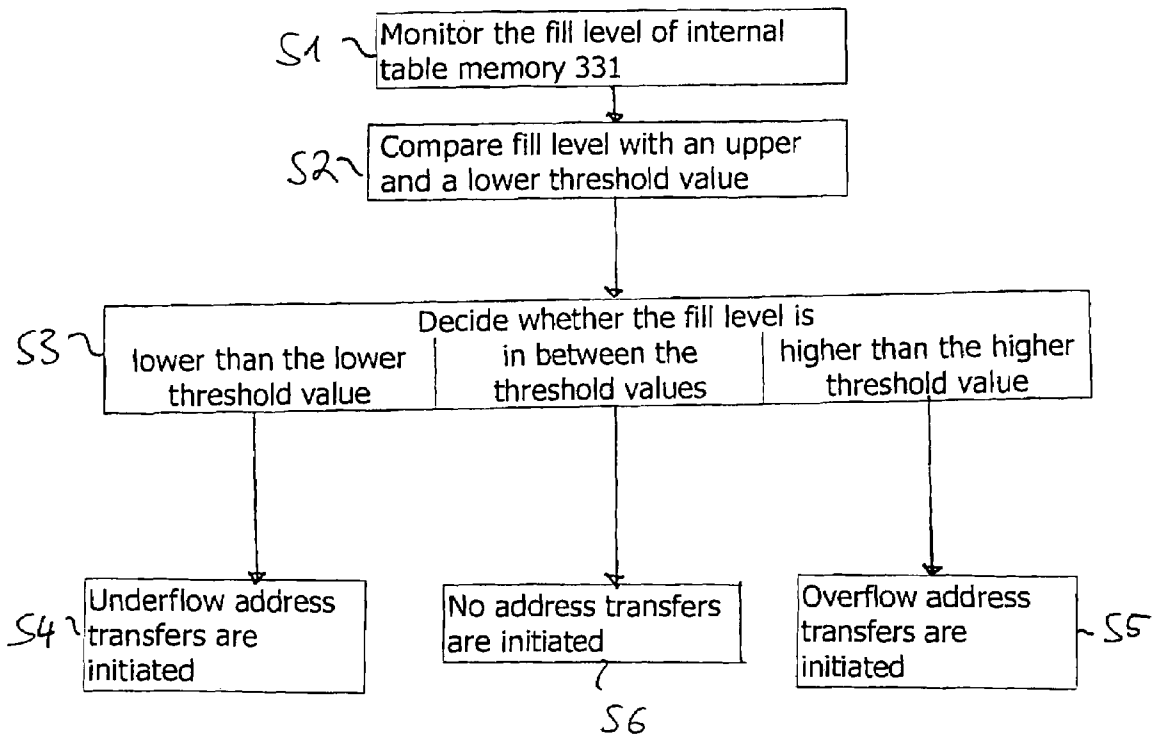 S1
Monitor the fill level of internal
table memory 331
S2
Compare fill level with an upper
and a lower threshold value
S3
Decide whether the fill level is
lower than the lower
threshold value
in between the
threshold values
higher than the higher
threshold value
S4
Underflow address
transfers are
initiated
No address transfers
are initiated
S6
Overflow address
transfers are
initiated
S5